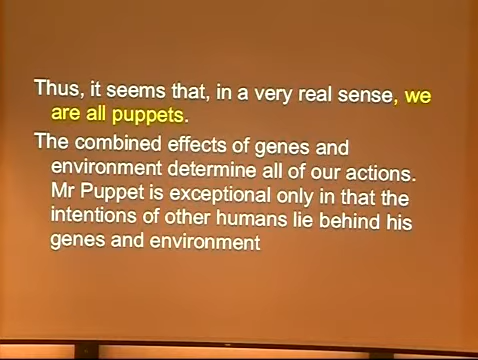 Thus, it seems that, in a very real sense, we
are all puppets.
The combined effects of genes and
environment determine all of our actions.
Mr Puppet is exceptional only in that the
intentions of other humans lie behind his
genes and environment